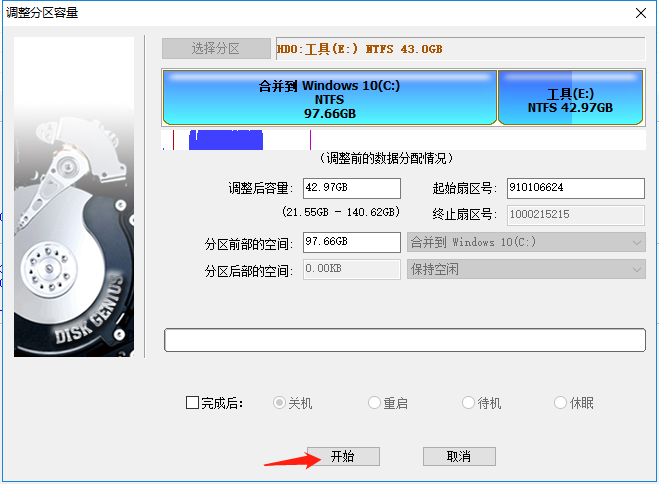 调整分区容量
选择分区
HD0:工具(E:) NTFS 43.0GB
合并到 Windows 10(C:)
NTFS
97.66GB
工具(E:)
NTFS 42.97GB
(调整前的数据分配情况)
调整后容量: 42.97GB 起始扇区号: 910106624
(21.55GB - 140.62GB) 终止扇区号: 1000215215
分区前部的空间: 97.66GB 合并到 Windows 10(C:)
分区后部的空间: 0.00KB 保持空闲
DISK GENIUS
完成后: 关机 重启 待机 休眠
开始 取消